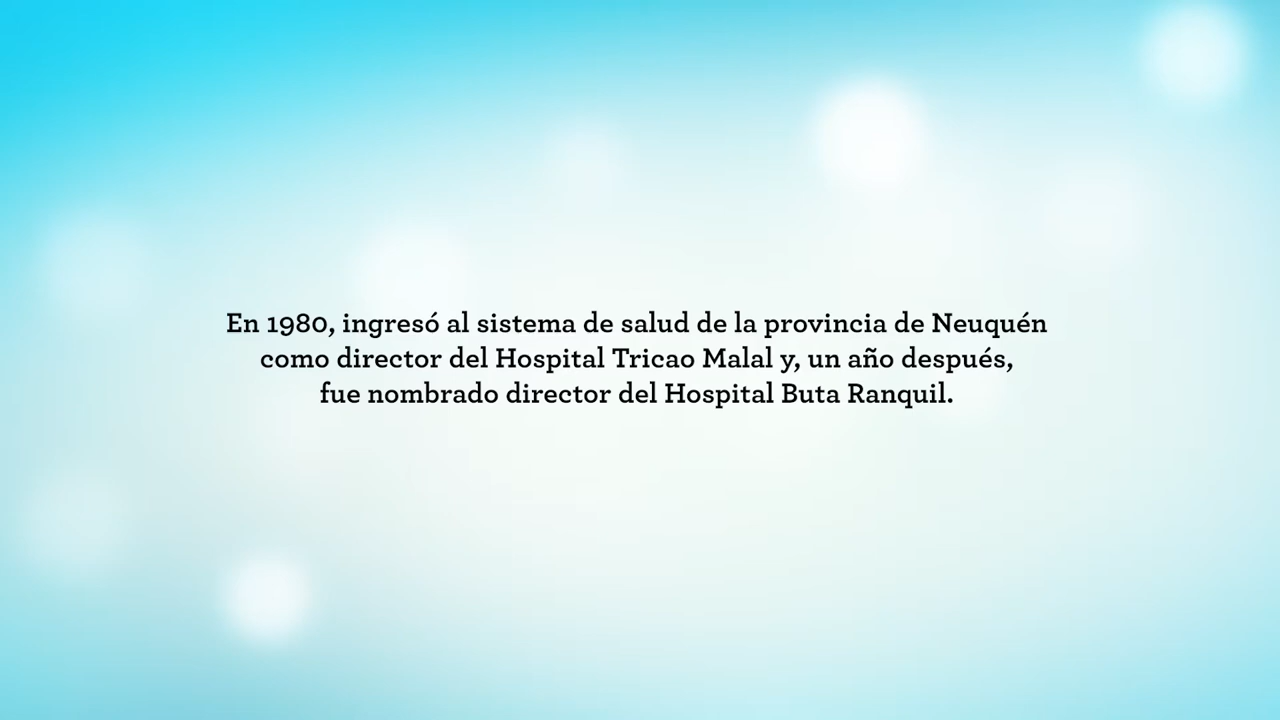 En 1980, ingresó al sistema de salud de la provincia de Neuquén
como director del Hospital Tricao Malal y, un año después,
fue nombrado director del Hospital Buta Ranquil.